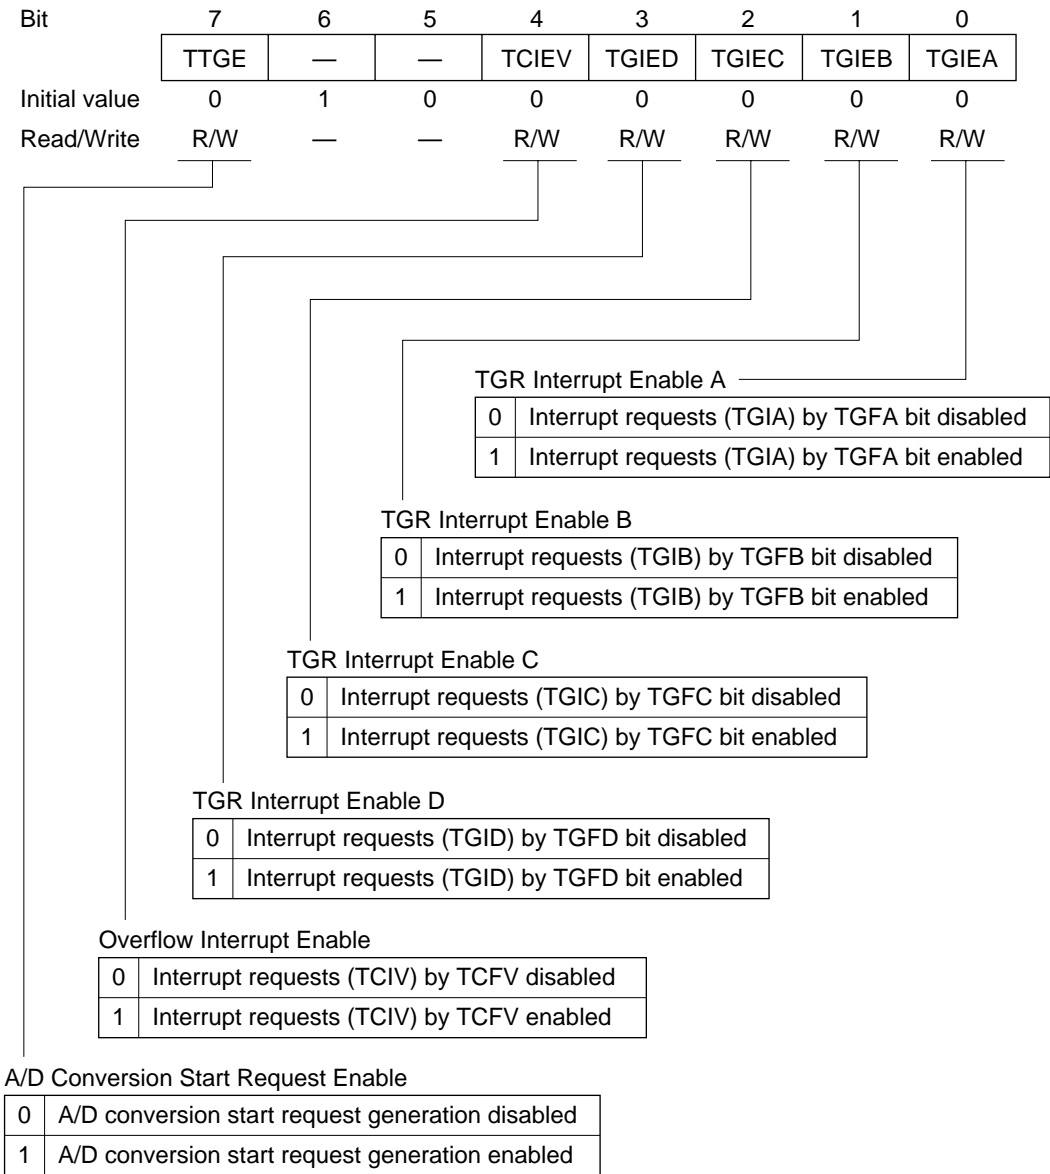 Bit 7 6 5 4 3 2 1 0
TTGE — — TCIEV TGIED TGIEC TGIEB TGIEA
Initial value 0 1 0 0 0 0 0 0
Read/Write R/W — — R/W R/W R/W R/W R/W
TGR Interrupt Enable A
0 Interrupt requests (TGIA) by TGFA bit disabled
1 Interrupt requests (TGIA) by TGFA bit enabled
TGR Interrupt Enable B
0 Interrupt requests (TGIB) by TGFB bit disabled
1 Interrupt requests (TGIB) by TGFB bit enabled
TGR Interrupt Enable C
0 Interrupt requests (TGIC) by TGFC bit disabled
1 Interrupt requests (TGIC) by TGFC bit enabled
TGR Interrupt Enable D
0 Interrupt requests (TGID) by TGFD bit disabled
1 Interrupt requests (TGID) by TGFD bit enabled
Overflow Interrupt Enable
0 Interrupt requests (TCIV) by TCFV disabled
1 Interrupt requests (TCIV) by TCFV enabled
A/D Conversion Start Request Enable
0 A/D conversion start request generation disabled
1 A/D conversion start request generation enabled